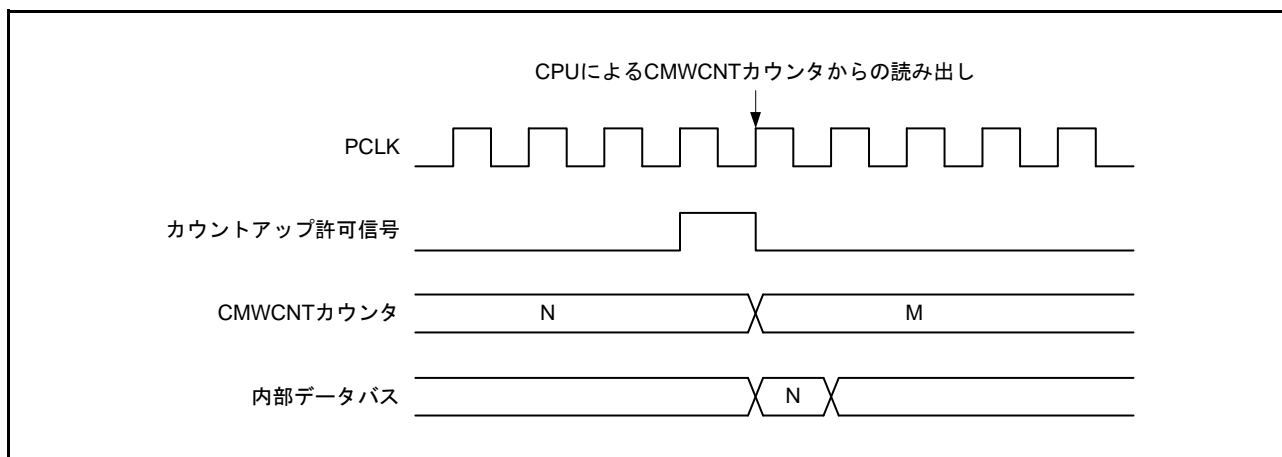 CPUによるCMWCNTカウンタからの読み出し
PCLK
カウントアップ許可信号
CMWCNTカウンタ
N
M
内部データバス
N